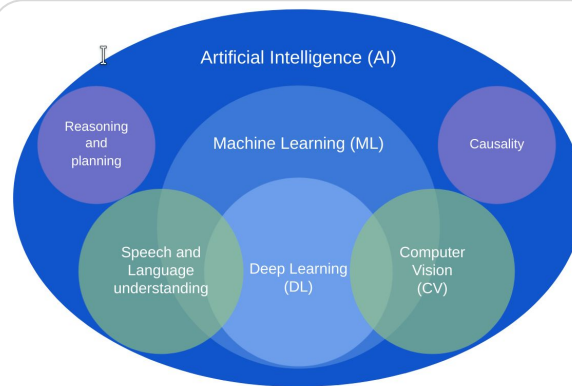 Artificial Intelligence (AI)
Reasoning
and
planning
Machine Learning (ML)
Causality
Speech and
Language
understanding
Deep Learning
(DL)
Computer
Vision
(CV)